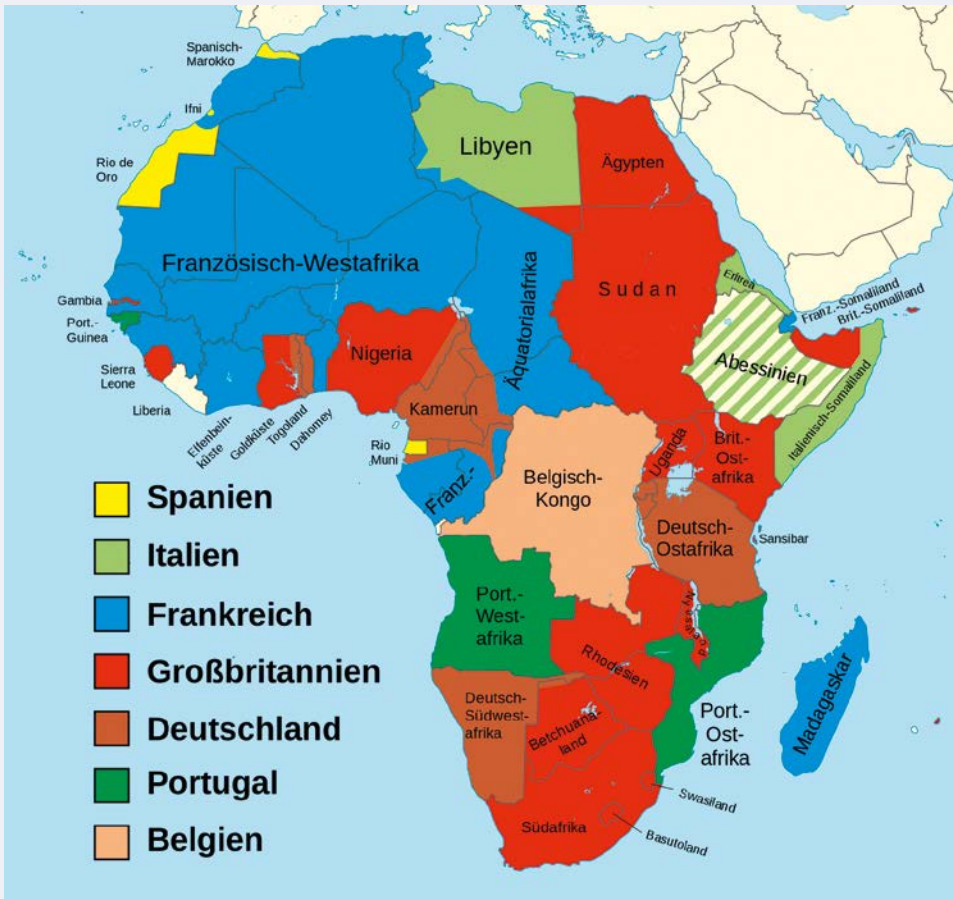 Spanisch-
Marokko
Ifni
Rio de
Oro
Libyen
Ägypten
Französisch-Westafrika
Äquatorialafrika
Sudan
Eritrea
Franz.-Somaliland
Brit.-Somaliland
Gambia
Port.-
Guinea
Sierra
Leone
Liberia
Nigeria
Abessinien
Italienisch-Somaliland
Elfenbein-
küste
Goldküste
Togoland
Dahomey
Kamerun
Rio
Muni
Franz.-
Belgisch-
Kongo
Uganda
Brit.-
Ost-
afrika
Deutsch-
Ostafrika
Sansibar
Spanien
Italien
Frankreich
Großbritannien
Deutschland
Portugal
Belgien
Port.-
West-
afrika
Rhodesien
Deutsch-
Südwest-
afrika
Betchuana-
land
Port.-
Ost-
afrika
Madagaskar
Südafrika
Swasiland
Basutoland